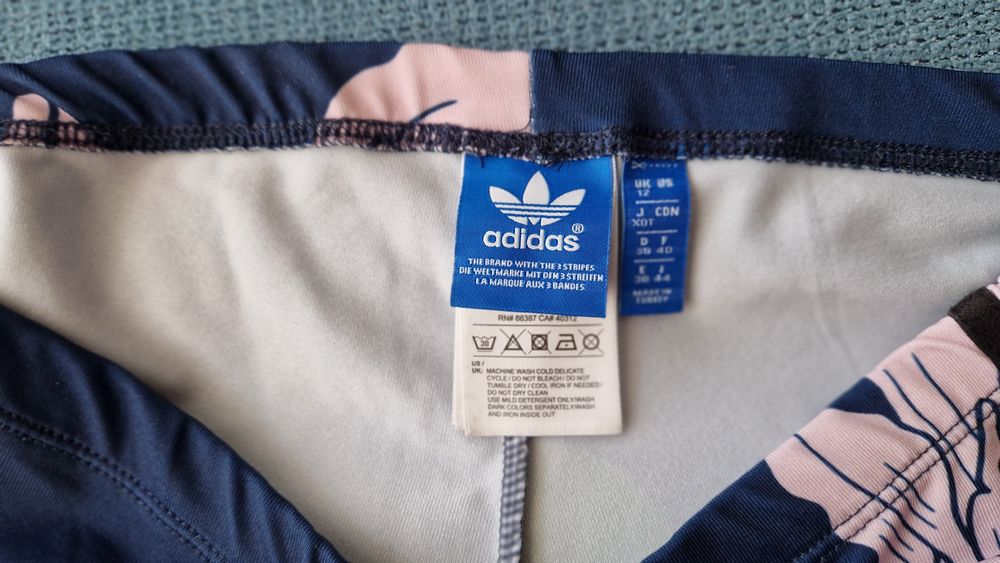 adidas®
THE BRAND WITH THE 3 STRIPES
DIE WELTMARKE MIT DEN 3 STREIFEN
LA MARQUE AUX 3 BANDES
RN# 88387 CA# 40312
30
US /
UK: MACHINE WASH COLD DELICATE
CYCLE / DO NOT BLEACH / DO NOT
TUMBLE DRY / COOL IRON IF NEEDED /
DO NOT DRY CLEAN
USE MILD DETERGENT ONLY/WASH
DARK COLORS SEPARATELY/WASH
AND IRON INSIDE OUT
UK US
12
J CDN
XOT
D F
38 40
E
38 44
MADE IN
TURKEY